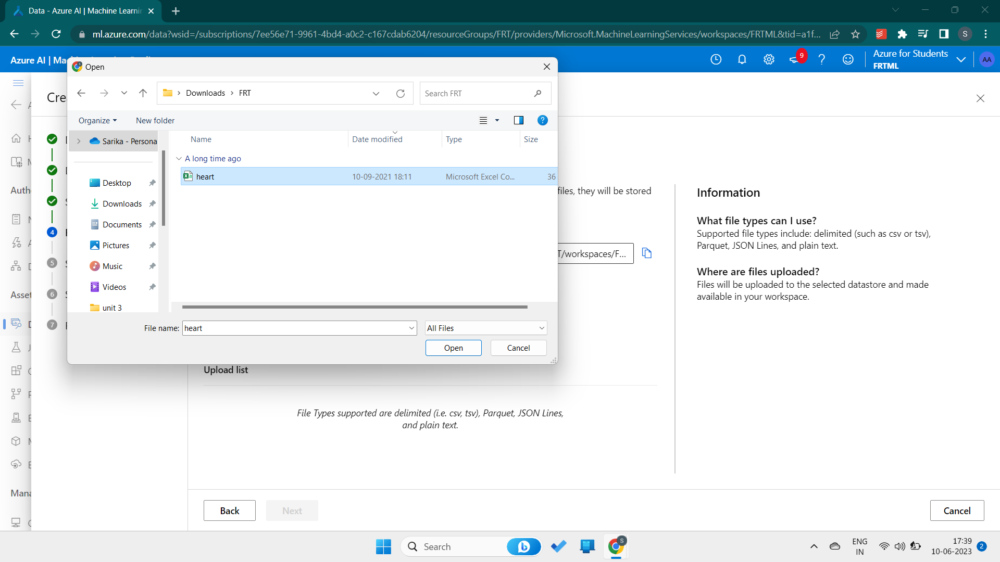 Data - Azure AI | Machine Learnin
ml.azure.com/data?wsid=/subscriptions/7ee56e71-9961-4bd4-a0c2-c167cdab6204/resourceGroups/FRT/providers/Microsoft.MachineLearningServices/workspaces/FRTML&tid=a1f...
S
Azure AI | Ma
9
Azure for Students
FRTML
AA
Open
Downloads
FRT
Search FRT
Organize
New folder
Sarika - Persona
Desktop
Downloads
Documents
Pictures
Music
Videos
unit 3
Name
Date modified
Type
Size
A long time ago
heart
10-09-2021 18:11
Microsoft Excel Co...
36
File name:
heart
All Files
Open
Cancel
Cre
Auth
Asset
Mana
4
5
6
7
files, they will be stored
T/workspaces/F...
Upload list
File Types supported are delimited (i.e. csv, tsv), Parquet, JSON Lines,
and plain text.
Information
What file types can I use?
Supported file types include: delimited (such as csv or tsv),
Parquet, JSON Lines, and plain text.
Where are files uploaded?
Files will be uploaded to the selected datastore and made
available in your workspace.
Back
Next
Cancel
Search
S
ENG
IN
17:39
10-06-2023
2